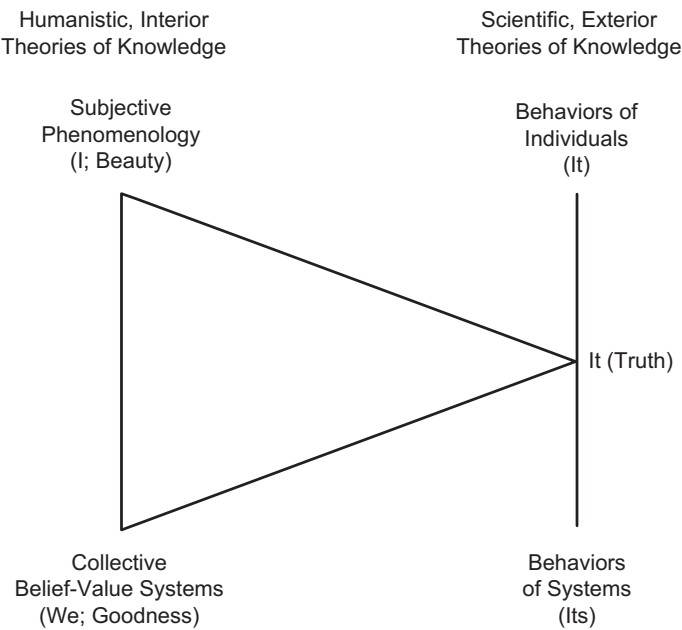 Humanistic, Interior
Theories of Knowledge
Scientific, Exterior
Theories of Knowledge
Subjective
Phenomenology
(I; Beauty)
Behaviors of
Individuals
(It)
It (Truth)
Collective
Belief-Value Systems
(We; Goodness)
Behaviors
of Systems
(Its)